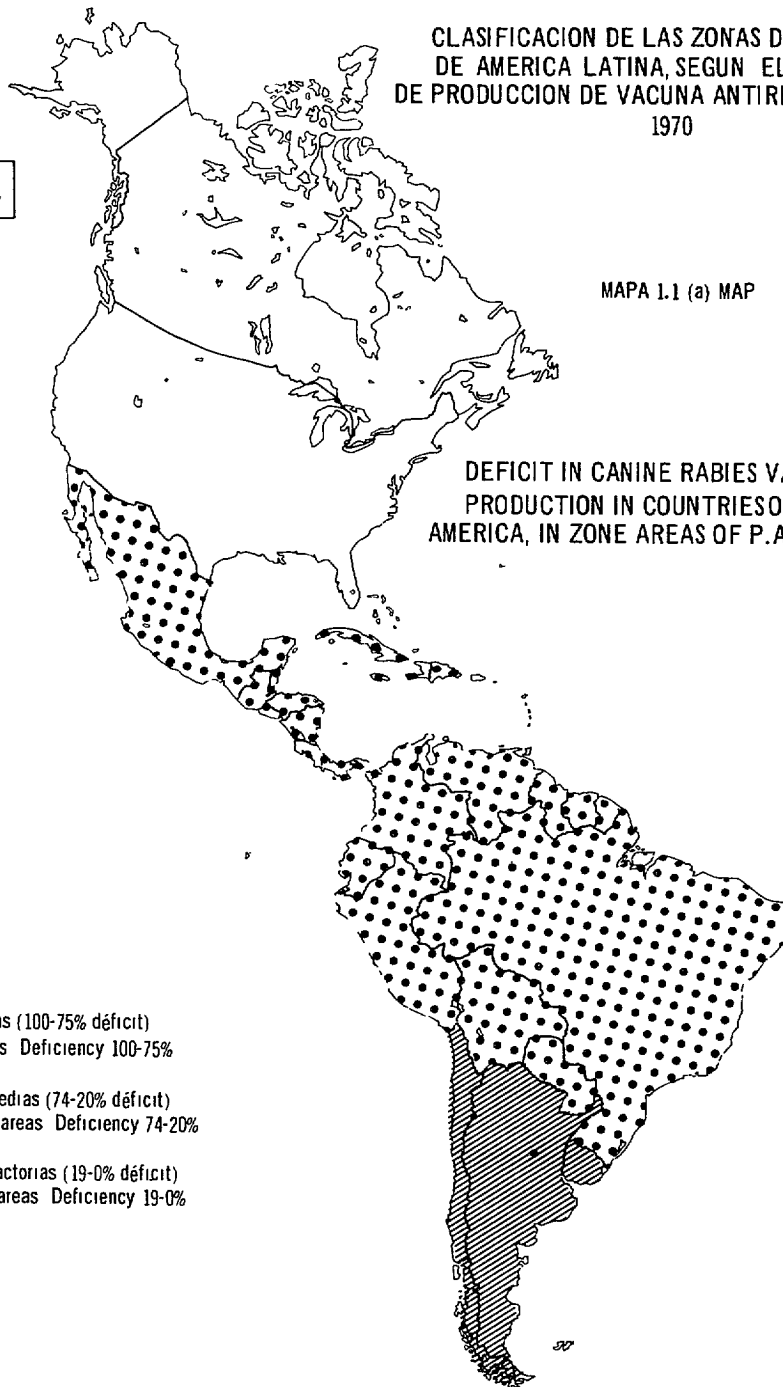 CLASIFICACION DE LAS ZONAS D
DE AMERICA LATINA, SEGUN EL
DE PRODUCCION DE VACUNA ANTIR
1970
MAPA 1.1 (a) MAP
DEFICIT IN CANINE RABIES V
PRODUCTION IN COUNTRIES O
AMERICA, IN ZONE AREAS OF P.A
s (100-75% déficit)
s Deficiency 100-75%
edias (74-20% déficit)
areas Deficiency 74-20%
actorias (19-0% déficit)
areas Deficiency 19-0%